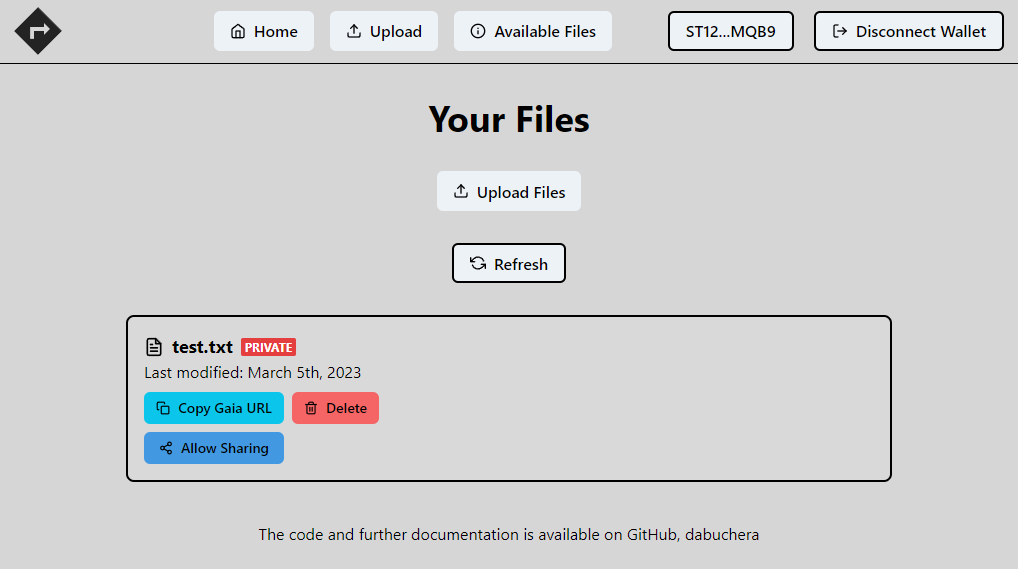 Home Upload Available Files ST12...MQB9 Disconnect Wallet
Your Files
Upload Files
Refresh
test.txt PRIVATE
Last modified: March 5th, 2023
Copy Gaia URL Delete
Allow Sharing
The code and further documentation is available on GitHub, dabuchera